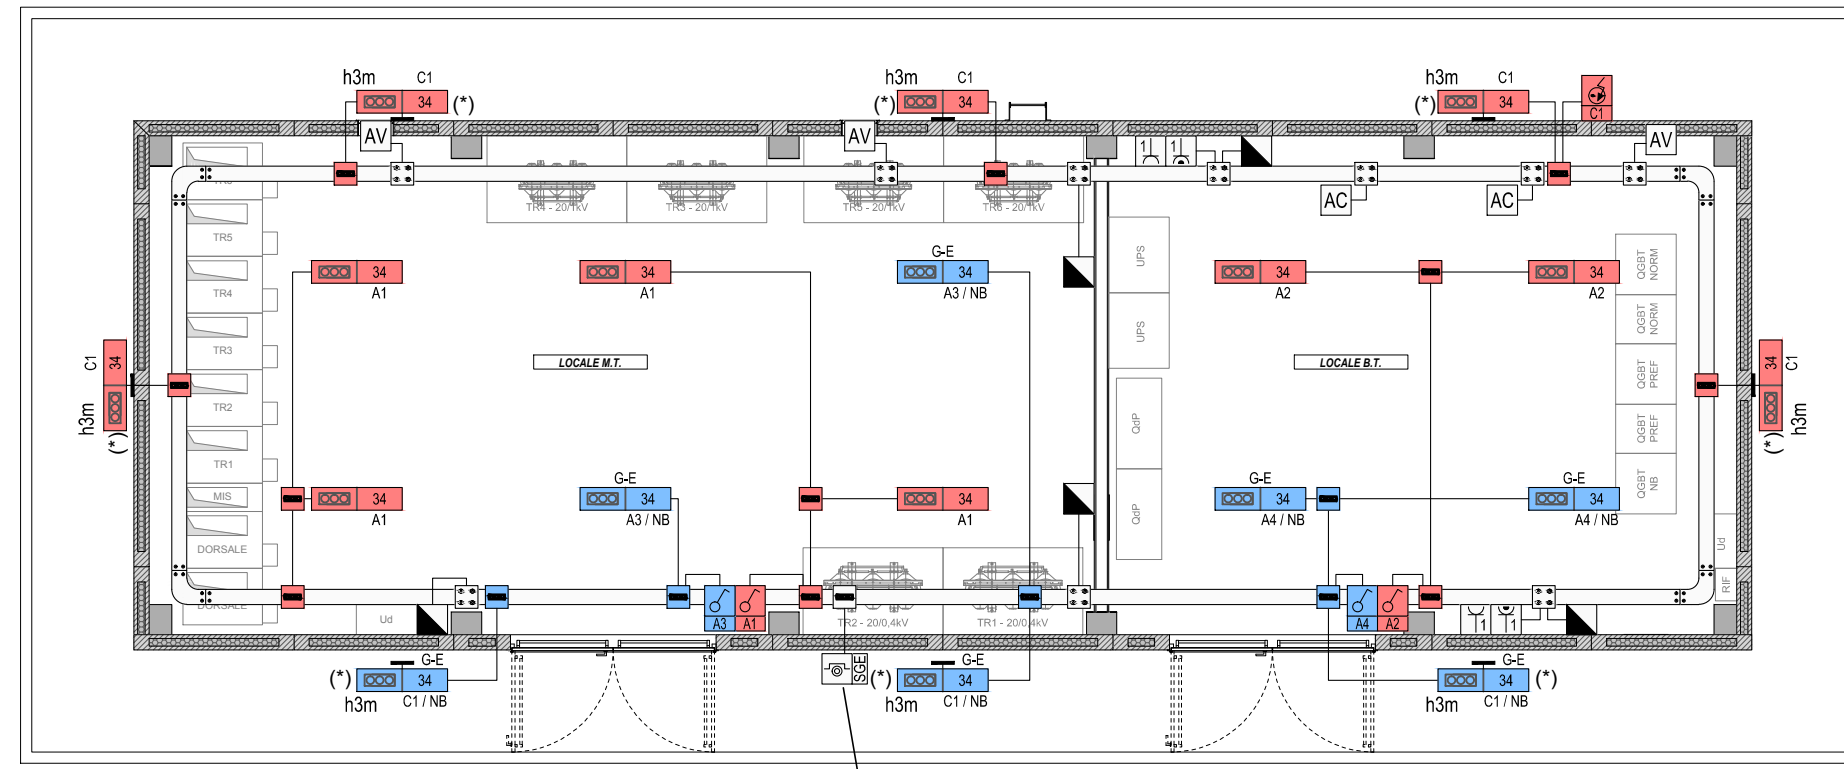 h3m C1
34 (*)
h3m C1
(*) 34
h3m C1
(*) 34
C1
AV
AV
AV
1
1
AC
AC
TR4 - 20/1kV
TR3 - 20/1kV
TR5 - 20/1kV
TR6 - 20/1kV
TR5
TR4
TR3
TR2
TR1
MIS
DORSALE
DORSALE
34
A1
34
A1
G-E
34
A3 / NB
34
A2
34
A2
UPS
UPS
QdP
QdP
QGBT
NORM
QGBT
NORM
QGBT
PREF
QGBT
PREF
QGBT
NB
LOCALE M.T.
LOCALE B.T.
C1
34
h3m
(*)
34
C1
h3m
(*)
34
A1
G-E
34
A3 / NB
34
A1
G-E
34
A4 / NB
G-E
34
A4 / NB
Ud
RIF
Ud
A3
A1
TR2 - 20/0,4kV
TR1 - 20/0,4kV
A4
A2
1
1
SGE
G-E
(*) 34
h3m C1 / NB
G-E
(*) 34
h3m C1 / NB
G-E
34 (*)
h3m C1 / NB